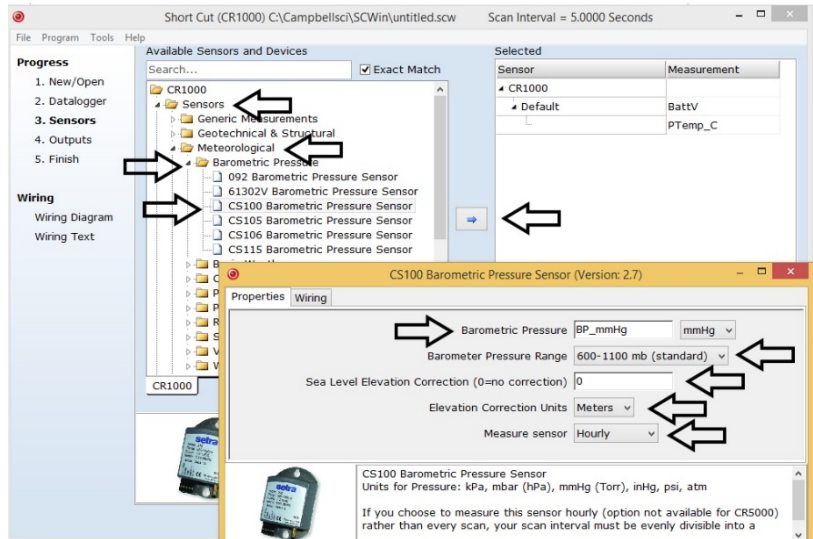 Short Cut (CR1000) C:\Campbellsci\SCWin\untitled.scw Scan Interval = 5.0000 Seconds
File Program Tools Help
Progress
1. New/Open
2. Datalogger
3. Sensors
4. Outputs
5. Finish
Wiring
Wiring Diagram
Wiring Text
Available Sensors and Devices
Search...
Exact Match
CR1000
Sensors
Generic Measurements
Geotechnical & Structural
Meteorological
Barometric Pressure
092 Barometric Pressure Sensor
61302V Barometric Pressure Sensor
CS100 Barometric Pressure Sensor
CS105 Barometric Pressure Sensor
CS106 Barometric Pressure Sensor
CS115 Barometric Pressure Sensor
CR1000
Selected
Sensor Measurement
CR1000
Default BattV
PTemp_C
CS100 Barometric Pressure Sensor (Version: 2.7)
Properties Wiring
Barometric Pressure BP_mmHg mmHg
Barometer Pressure Range 600-1100 mb (standard)
Sea Level Elevation Correction (0=no correction) 0
Elevation Correction Units Meters
Measure sensor Hourly
setra
setra
CS100 Barometric Pressure Sensor
Units for Pressure: kPa, mbar (hPa), mmHg (Torr), inHg, psi, atm
If you choose to measure this sensor hourly (option not available for CR5000)
rather than every scan, your scan interval must be evenly divisible into a